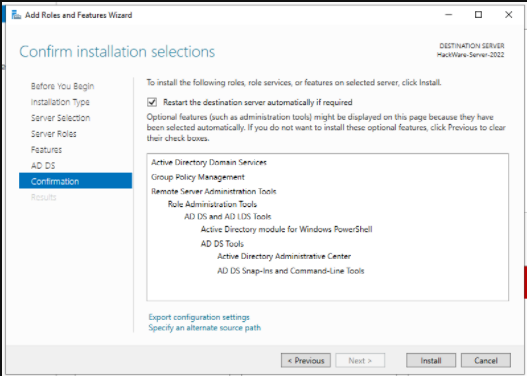 Add Roles and Features Wizard
Confirm installation selections
DESTINATION SERVER
HackWare-Server-2022
Before You Begin
Installation Type
Server Selection
Server Roles
Features
AD DS
Confirmation
Results
To install the following roles, role services, or features on selected server, click Install.
Restart the destination server automatically if required
Optional features (such as administration tools) might be displayed on this page because they have
been selected automatically. If you do not want to install these optional features, click Previous to clear
their check boxes.
Active Directory Domain Services
Group Policy Management
Remote Server Administration Tools
Role Administration Tools
AD DS and AD LDS Tools
Active Directory module for Windows PowerShell
AD DS Tools
Active Directory Administrative Center
AD DS Snap-Ins and Command-Line Tools
Export configuration settings
Specify an alternate source path
< Previous
Next >
Install
Cancel